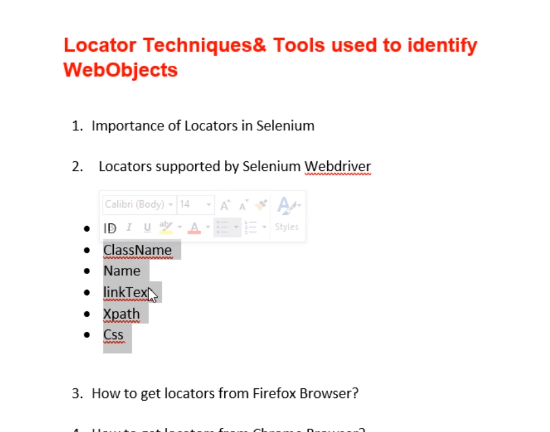 Locator Techniques& Tools used to identify
WebObjects
1. Importance of Locators in Selenium
2. Locators supported by Selenium Webdriver
Calibri (Body) 14 A A A
• ID I U ab A Styles
• ClassName
• Name
• linkText
• Xpath
• Css
3. How to get locators from Firefox Browser?
4. How to get locators from Chrome Browser?